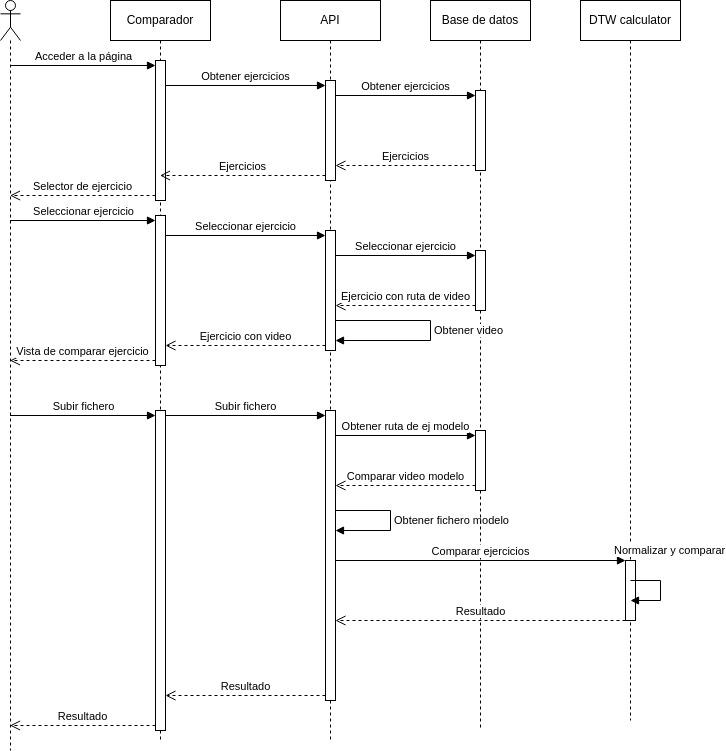 Comparador
API
Base de datos
DTW calculator
Acceder a la página
Obtener ejercicios
Obtener ejercicios
Ejercicios
Ejercicios
Selector de ejercicio
Seleccionar ejercicio
Seleccionar ejercicio
Seleccionar ejercicio
Ejercicio con ruta de video
Obtener video
Ejercicio con video
Vista de comparar ejercicio
Subir fichero
Subir fichero
Obtener ruta de ej modelo
Comparar video modelo
Obtener fichero modelo
Comparar ejercicios
Normalizar y comparar
Resultado
Resultado
Resultado